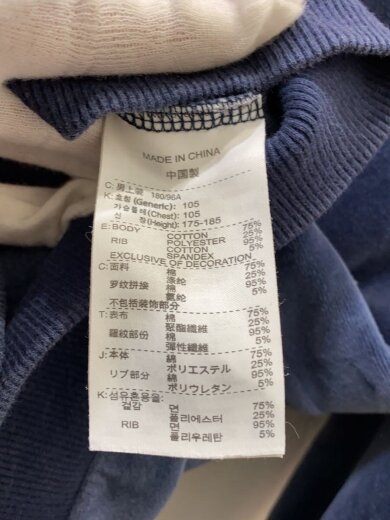 MADE IN CHINA
中国製
C: 男上装 180/96A
K: 호칭 (Generic): 105
가슴둘레(Chest): 105
신 장(Height): 175-185
E: BODY COTTON 75%
POLYESTER 25%
RIB COTTON 95%
SPANDEX 5%
EXCLUSIVE OF DECORATION
C: 面料 棉 75%
涤纶 25%
罗纹拼接 棉 95%
氨纶 5%
不包括装饰部分
T: 表布 棉 75%
聚酯纖維 25%
羅紋部份 棉 95%
彈性纖維 5%
J: 本体 綿 75%
ポリエステル 25%
リブ部分 綿 95%
ポリウレタン 5%
K: 섬유혼용율:
겉감 면 75%
폴리에스터 25%
RIB 면 95%
폴리우레탄 5%